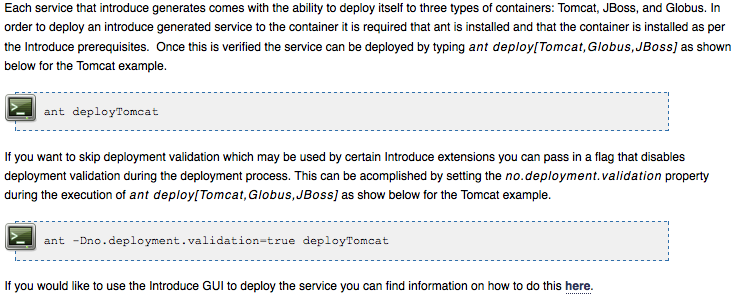 Each service that introduce generates comes with the ability to deploy itself to three types of containers: Tomcat, JBoss, and Globus. In
order to deploy an introduce generated service to the container it is required that ant is installed and that the container is installed as per
the Introduce prerequisites.  Once this is verified the service can be deployed by typing ant deploy[Tomcat,Globus,JBoss] as shown
below for the Tomcat example.
ant deployTomcat
If you want to skip deployment validation which may be used by certain Introduce extensions you can pass in a flag that disables
deployment validation during the deployment process. This can be acomplished by setting the no.deployment.validation property
during the execution of ant deploy[Tomcat,Globus,JBoss] as show below for the Tomcat example.
ant -Dno.deployment.validation=true deployTomcat
If you would like to use the Introduce GUI to deploy the service you can find information on how to do this here.